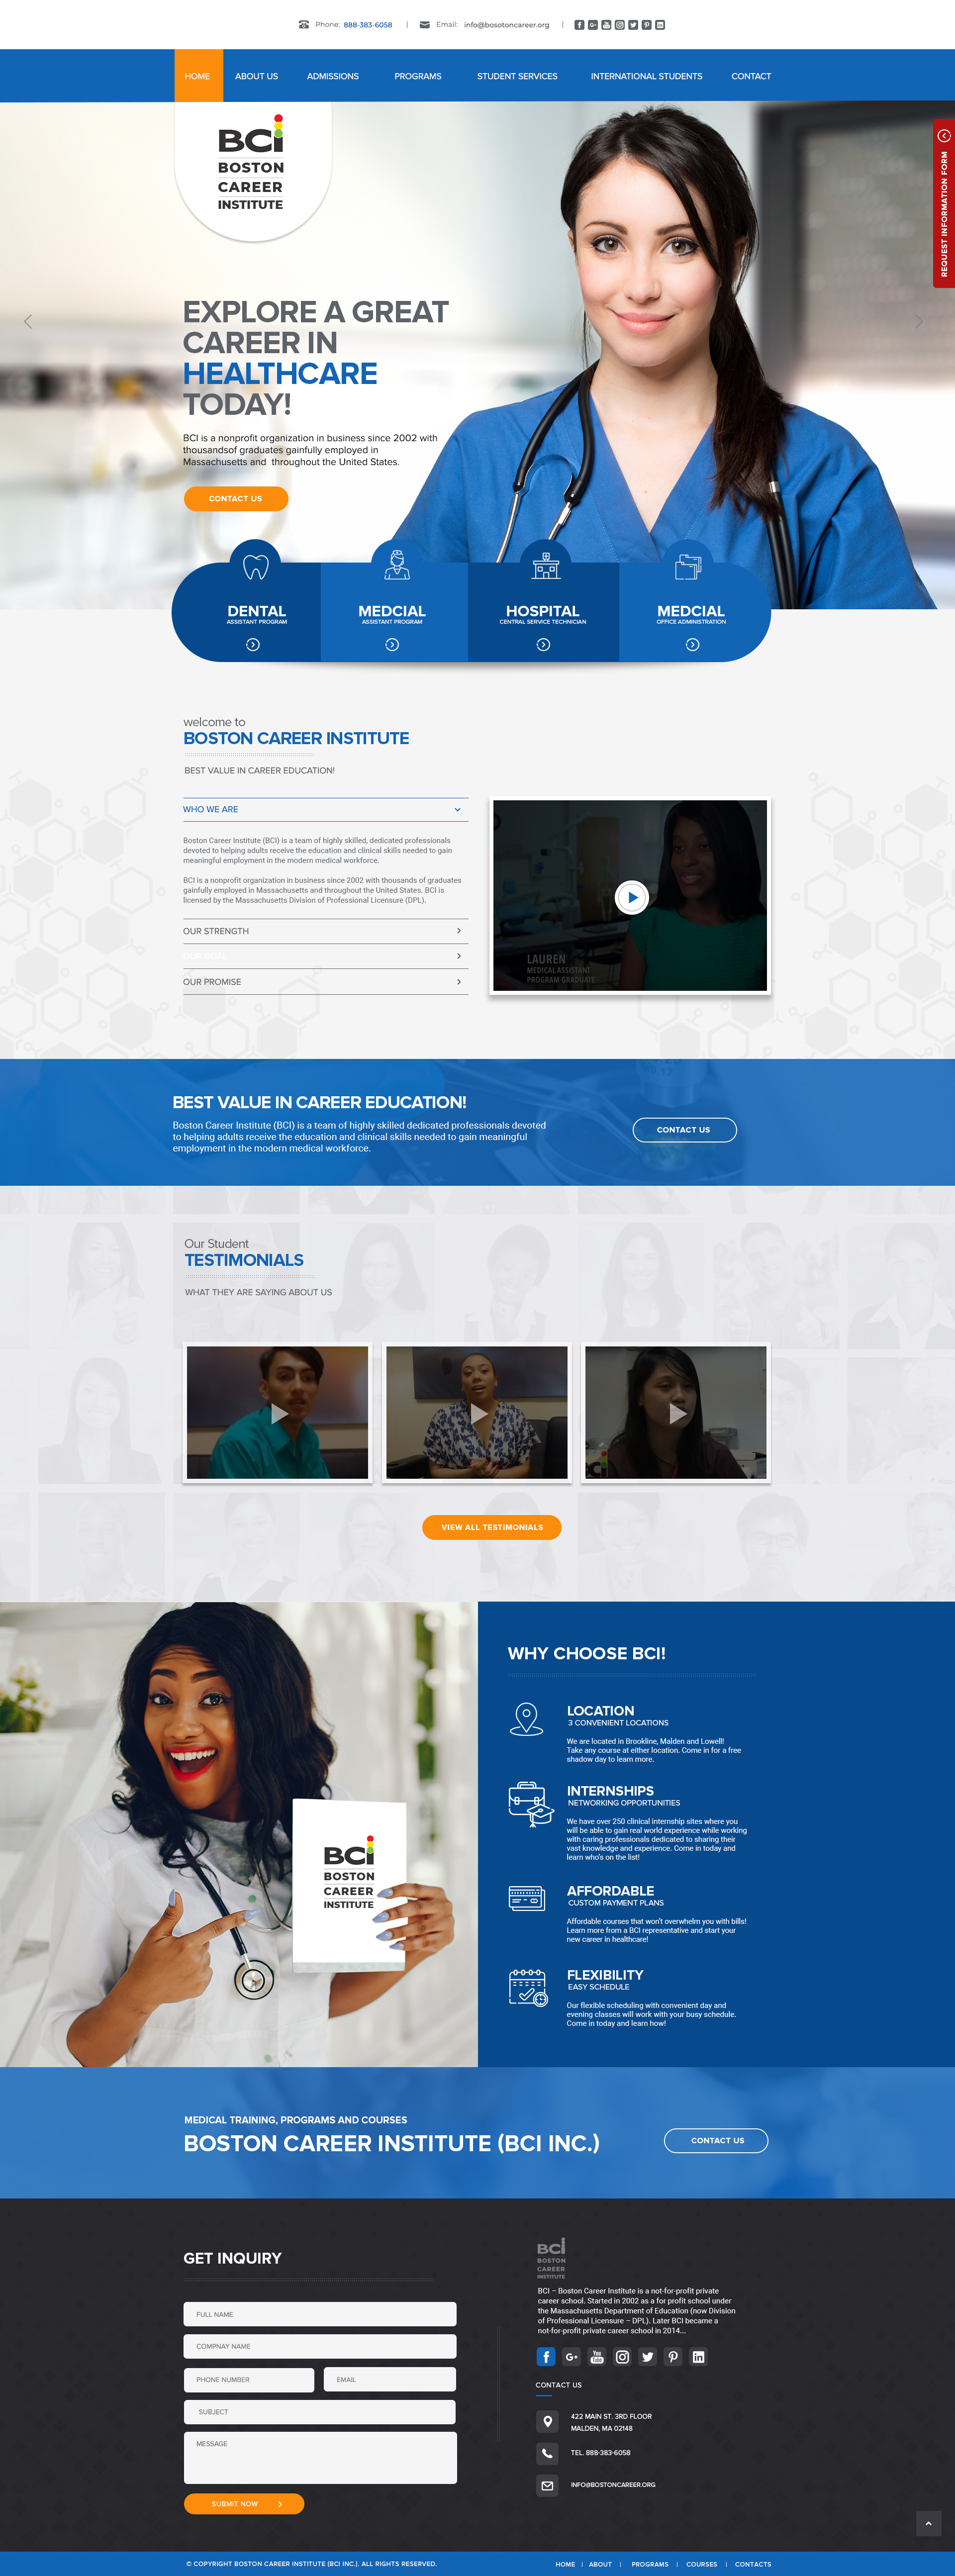 Phone: 888-383-6058 | Email: info@bosotoncareer.org |
HOME ABOUT US ADMISSIONS PROGRAMS STUDENT SERVICES INTERNATIONAL STUDENTS CONTACT
BCi
BOSTON
CAREER
INSTITUTE
REQUEST INFORMATION FORM
EXPLORE A GREAT
CAREER IN
HEALTHCARE
TODAY!
BCI is a nonprofit organization in business since 2002 with
thousandsof graduates gainfully employed in
Massachusetts and throughout the United States.
CONTACT US
DENTAL
ASSISTANT PROGRAM
MEDCIAL
ASSISTANT PROGRAM
HOSPITAL
CENTRAL SERVICE TECHNICIAN
MEDCIAL
OFFICE ADMINISTRATION
welcome to
BOSTON CAREER INSTITUTE
BEST VALUE IN CAREER EDUCATION!
WHO WE ARE
Boston Career Institute (BCI) is a team of highly skilled, dedicated professionals
devoted to helping adults receive the education and clinical skills needed to gain
meaningful employment in the modern medical workforce.
BCI is a nonprofit organization in business since 2002 with thousands of graduates
gainfully employed in Massachusetts and throughout the United States. BCI is
licensed by the Massachusetts Division of Professional Licensure (DPL).
OUR STRENGTH
OUR PROMISE
LAUREN
MEDICAL ASSISTANT
PROGRAM GRADUATE
BEST VALUE IN CAREER EDUCATION!
Boston Career Institute (BCI) is a team of highly skilled dedicated professionals devoted
to helping adults receive the education and clinical skills needed to gain meaningful
employment in the modern medical workforce.
CONTACT US
Our Student
TESTIMONIALS
WHAT THEY ARE SAYING ABOUT US
VIEW ALL TESTIMONIALS
BCi
BOSTON
CAREER
INSTITUTE
WHY CHOOSE BCI!
LOCATION
3 CONVENIENT LOCATIONS
We are located in Brookline, Malden and Lowell!
Take any course at either location. Come in for a free
shadow day to learn more.
INTERNSHIPS
NETWORKING OPPORTUNITIES
We have over 250 clinical internship sites where you
will be able to gain real world experience while working
with caring professionals dedicated to sharing their
vast knowledge and experience. Come in today and
learn who's on the list!
AFFORDABLE
CUSTOM PAYMENT PLANS
Affordable courses that won't overwhelm you with bills!
Learn more from a BCI representative and start your
new career in healthcare!
FLEXIBILITY
EASY SCHEDULE
Our flexible scheduling with convenient day and
evening classes will work with your busy schedule.
Come in today and learn how!
MEDICAL TRAINING, PROGRAMS AND COURSES
BOSTON CAREER INSTITUTE (BCI INC.)
CONTACT US
GET INQUIRY
FULL NAME
COMPNAY NAME
PHONE NUMBER
EMAIL
SUBJECT
MESSAGE
SUBMIT NOW
BCi
BOSTON
CAREER
INSTITUTE
BCI – Boston Career Institute is a not-for-profit private
career school. Started in 2002 as a for profit school under
the Massachusetts Department of Education (now Division
of Professional Licensure – DPL). Later BCI became a
not-for-profit private career school in 2014...
CONTACT US
422 MAIN ST. 3RD FLOOR
MALDEN, MA 02148
TEL. 888-383-6058
INFO@BOSTONCAREER.ORG
© COPYRIGHT BOSTON CAREER INSTITUTE (BCI INC.). ALL RIGHTS RESERVED.
HOME | ABOUT | PROGRAMS | COURSES | CONTACTS